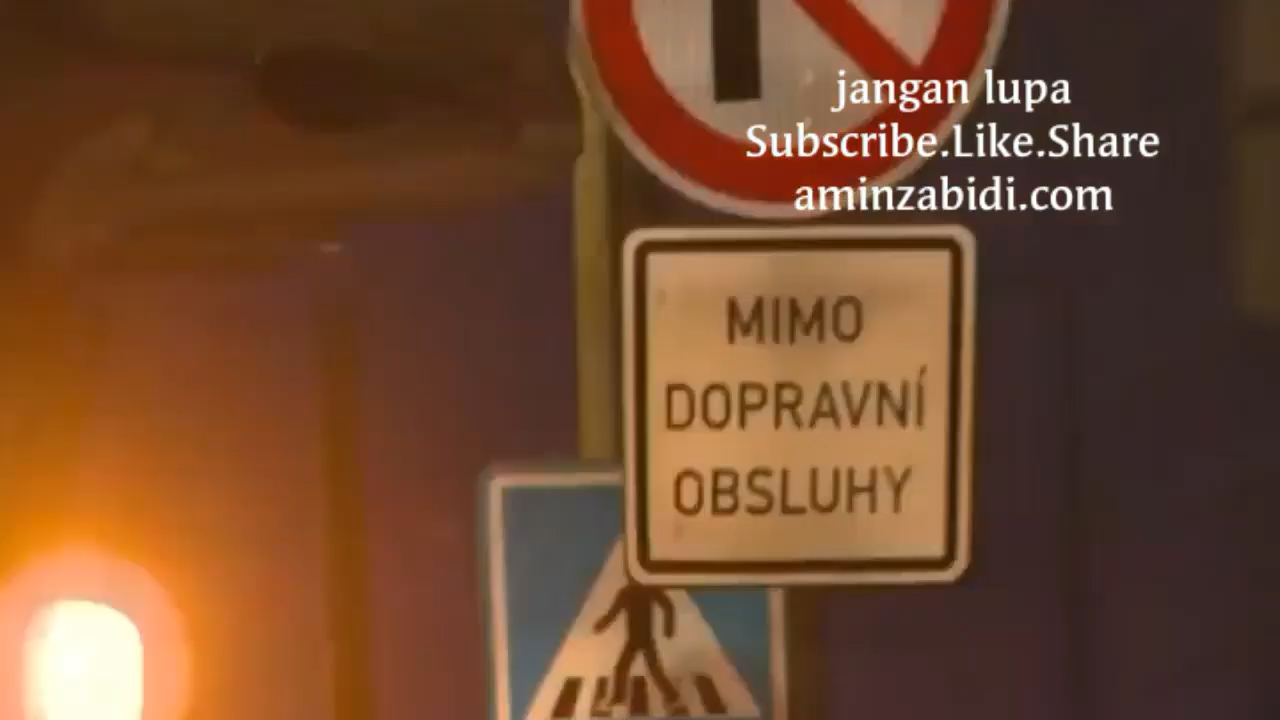 jangan lupa
Subscribe.Like.Share
aminzabidi.com
MIMO
DOPRAVNÍ
OBSLUHY